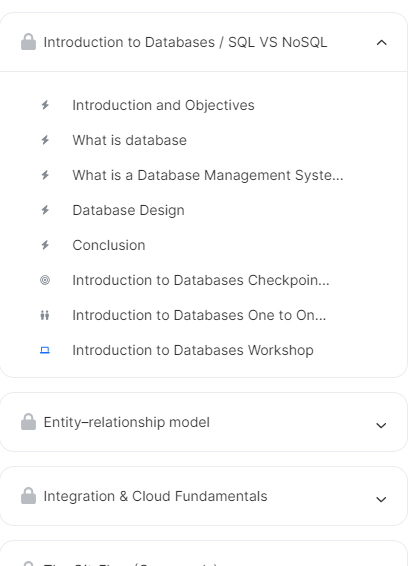 Introduction to Databases / SQL VS NoSQL
Introduction and Objectives
What is database
What is a Database Management Syste...
Database Design
Conclusion
Introduction to Databases Checkpoin...
Introduction to Databases One to On...
Introduction to Databases Workshop
Entity–relationship model
Integration & Cloud Fundamentals